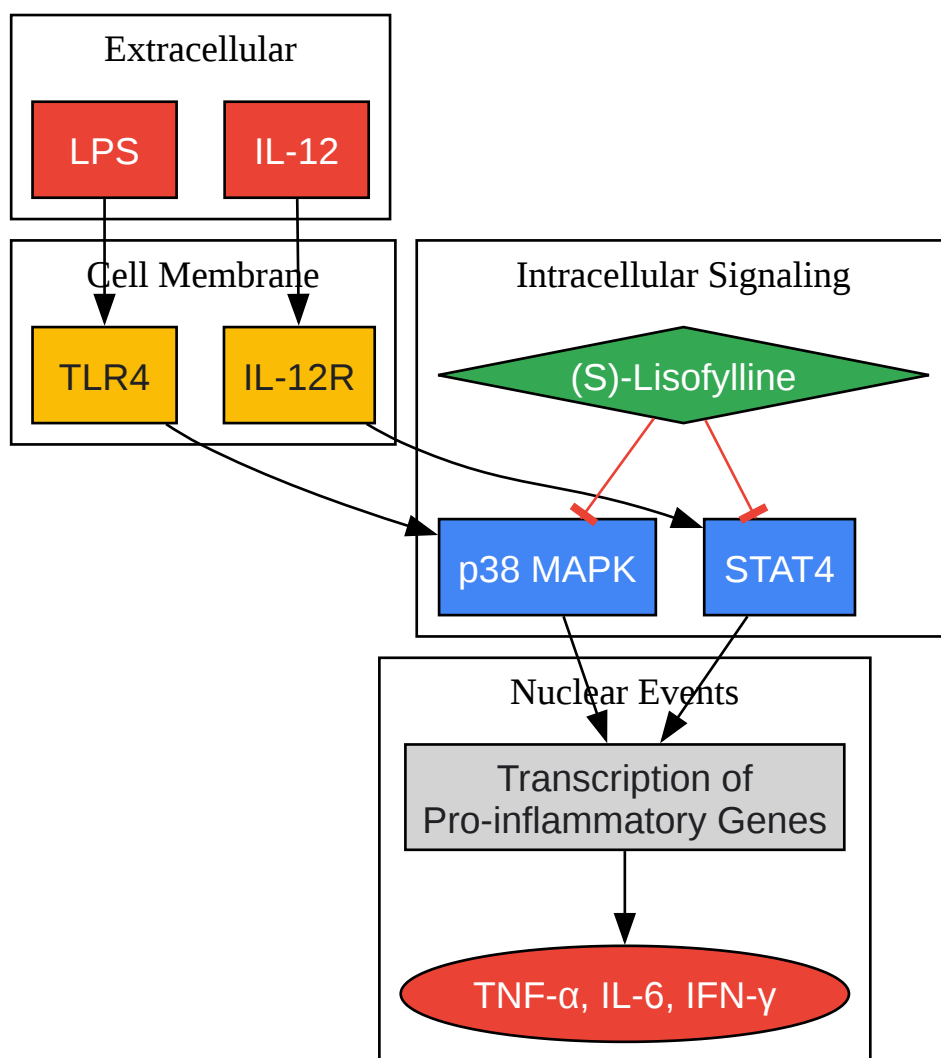 Extracellular
LPS
IL-12
Cell Membrane
TLR4
IL-12R
Intracellular Signaling
(S)-Lisofylline
p38 MAPK
STAT4
Nuclear Events
Transcription of
Pro-inflammatory Genes
TNF-α, IL-6, IFN-γ